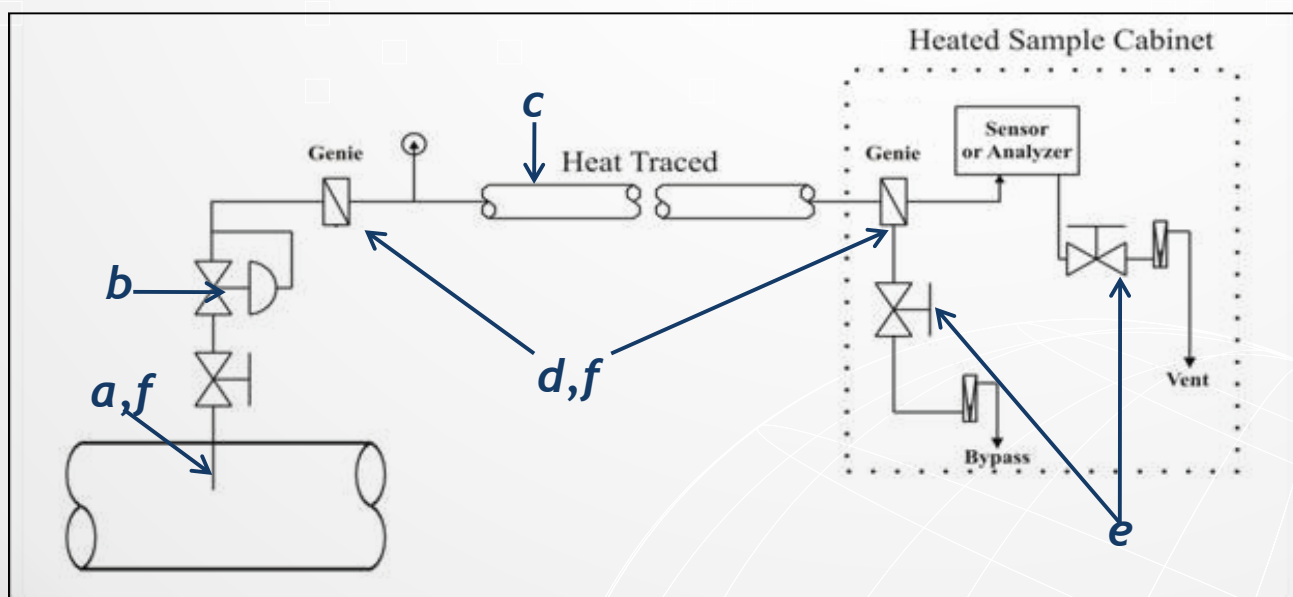 Heated Sample Cabinet
c
Sensor
or Analyzer
Genie
Heat Traced
Genie
b
d,f
a,f
Vent
Bypass
e